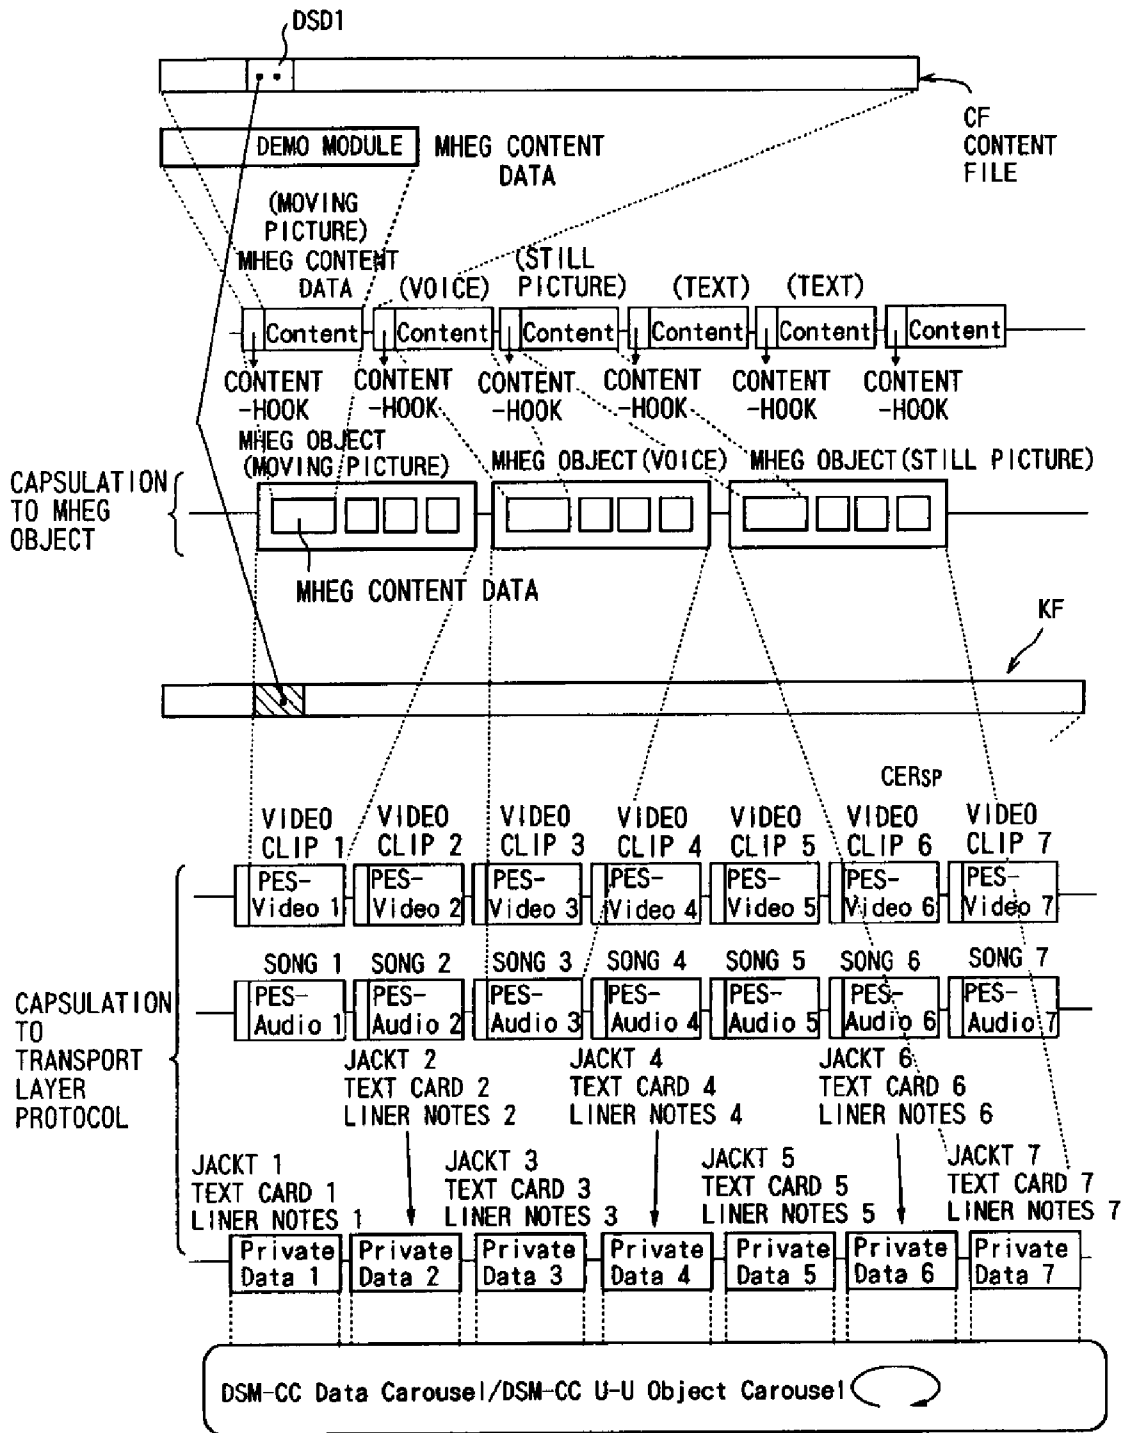 DSD1
CF
CONTENT
FILE
DEMO MODULE
MHEG CONTENT
DATA
(MOVING
PICTURE)
MHEG CONTENT
DATA
(VOICE)
(STILL
PICTURE)
(TEXT)
(TEXT)
Content
Content
Content
Content
Content
Content
CONTENT
-HOOK
CONTENT
-HOOK
CONTENT
-HOOK
CONTENT
-HOOK
CONTENT
-HOOK
CONTENT
-HOOK
MHEG OBJECT
(MOVING PICTURE)
MHEG OBJECT(VOICE)
MHEG OBJECT(STILL PICTURE)
CAPSULATION
TO MHEG
OBJECT
MHEG CONTENT DATA
KF
CERSP
VIDEO
CLIP 1
VIDEO
CLIP 2
VIDEO
CLIP 3
VIDEO
CLIP 4
VIDEO
CLIP 5
VIDEO
CLIP 6
VIDEO
CLIP 7
PES-
Video 1
PES-
Video 2
PES-
Video 3
PES-
Video 4
PES-
Video 5
PES-
Video 6
PES-
Video 7
SONG 1
SONG 2
SONG 3
SONG 4
SONG 5
SONG 6
SONG 7
PES-
Audio 1
PES-
Audio 2
PES-
Audio 3
PES-
Audio 4
PES-
Audio 5
PES-
Audio 6
PES-
Audio 7
CAPSULATION
TO
TRANSPORT
LAYER
PROTOCOL
JACKT 2
TEXT CARD 2
LINER NOTES 2
JACKT 4
TEXT CARD 4
LINER NOTES 4
JACKT 6
TEXT CARD 6
LINER NOTES 6
JACKT 1
TEXT CARD 1
LINER NOTES 1
JACKT 3
TEXT CARD 3
LINER NOTES 3
JACKT 5
TEXT CARD 5
LINER NOTES 5
JACKT 7
TEXT CARD 7
LINER NOTES 7
Private
Data 1
Private
Data 2
Private
Data 3
Private
Data 4
Private
Data 5
Private
Data 6
Private
Data 7
DSM-CC Data Carousel/DSM-CC U-U Object Carousel